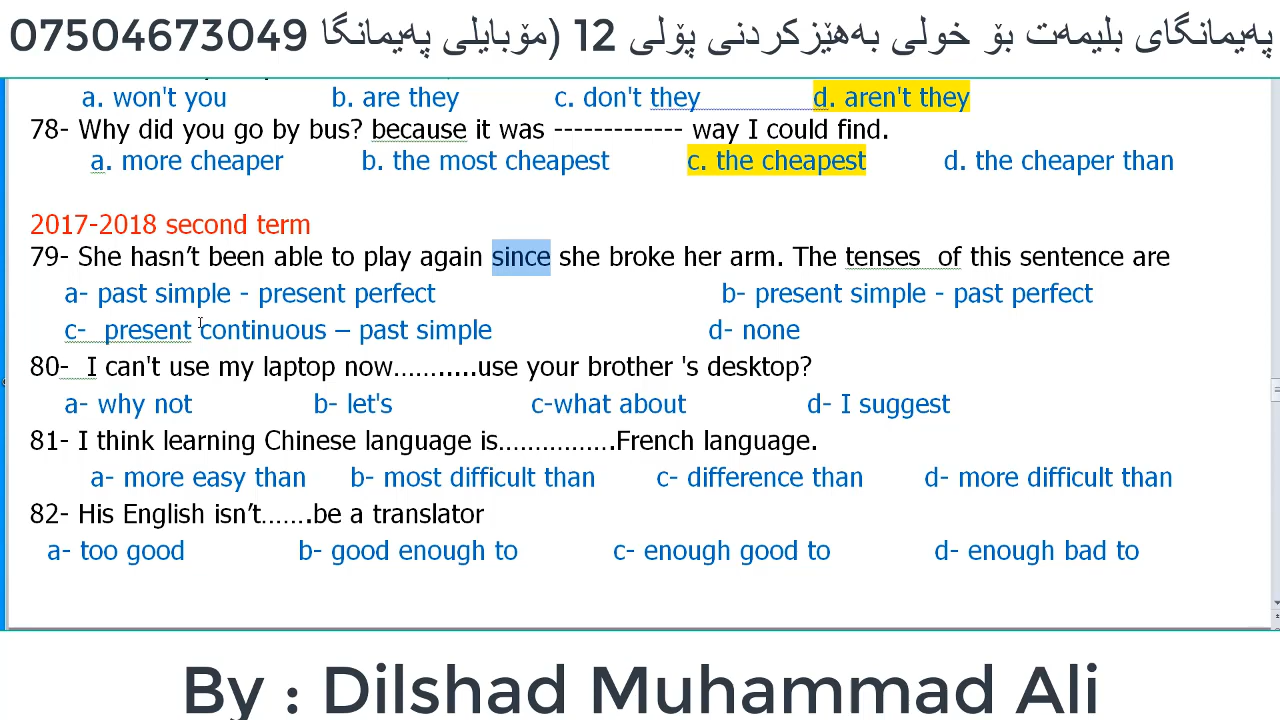 پەیمانگای بلیمەت بۆ خولی بەهێزکردنی پۆلی 12 (مۆبایلی پەیمانگا 07504673049
a. won't you b. are they c. don't they d. aren't they
78- Why did you go by bus? because it was ------------- way I could find.
a. more cheaper b. the most cheapest c. the cheapest d. the cheaper than
2017-2018 second term
79- She hasn’t been able to play again since she broke her arm. The tenses of this sentence are
a- past simple - present perfect b- present simple - past perfect
c- present continuous – past simple d- none
80- I can't use my laptop now……….…use your brother 's desktop?
a- why not b- let's c-what about d- I suggest
81- I think learning Chinese language is…………….French language.
a- more easy than b- most difficult than c- difference than d- more difficult than
82- His English isn’t…….be a translator
a- too good b- good enough to c- enough good to d- enough bad to
By : Dilshad Muhammad Ali